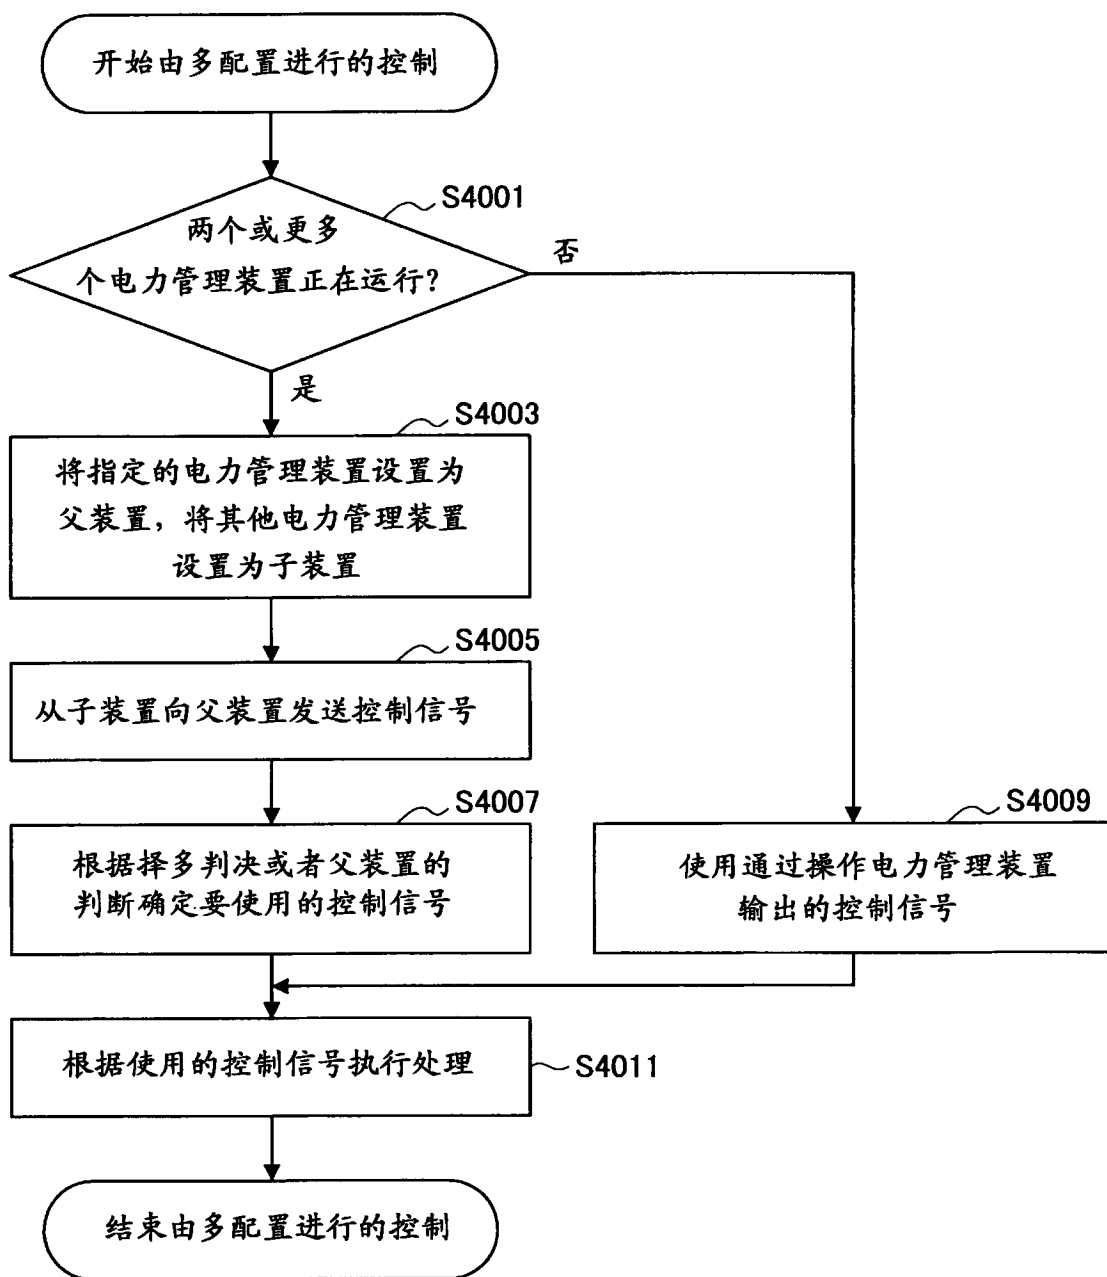 开始由多配置进行的控制
S4001
两个或更多
个电力管理装置正在运行?
否
是
S4003
将指定的电力管理装置设置为
父装置，将其他电力管理装置
设置为子装置
S4005
从子装置向父装置发送控制信号
S4007
根据择多判决或者父装置的
判断确定要使用的控制信号
S4009
使用通过操作电力管理装置
输出的控制信号
根据使用的控制信号执行处理
S4011
结束由多配置进行的控制